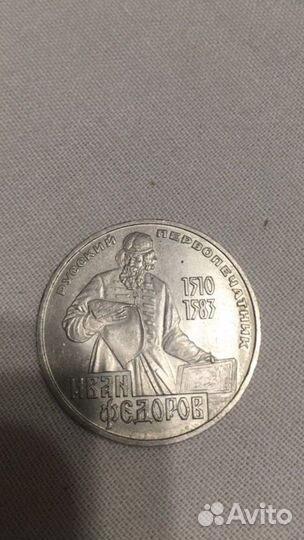 РУССКИЙ ПЕРВОПЕЧАТНИК
1510
1583
ИВАН
ФЕДОРОВ
Avito